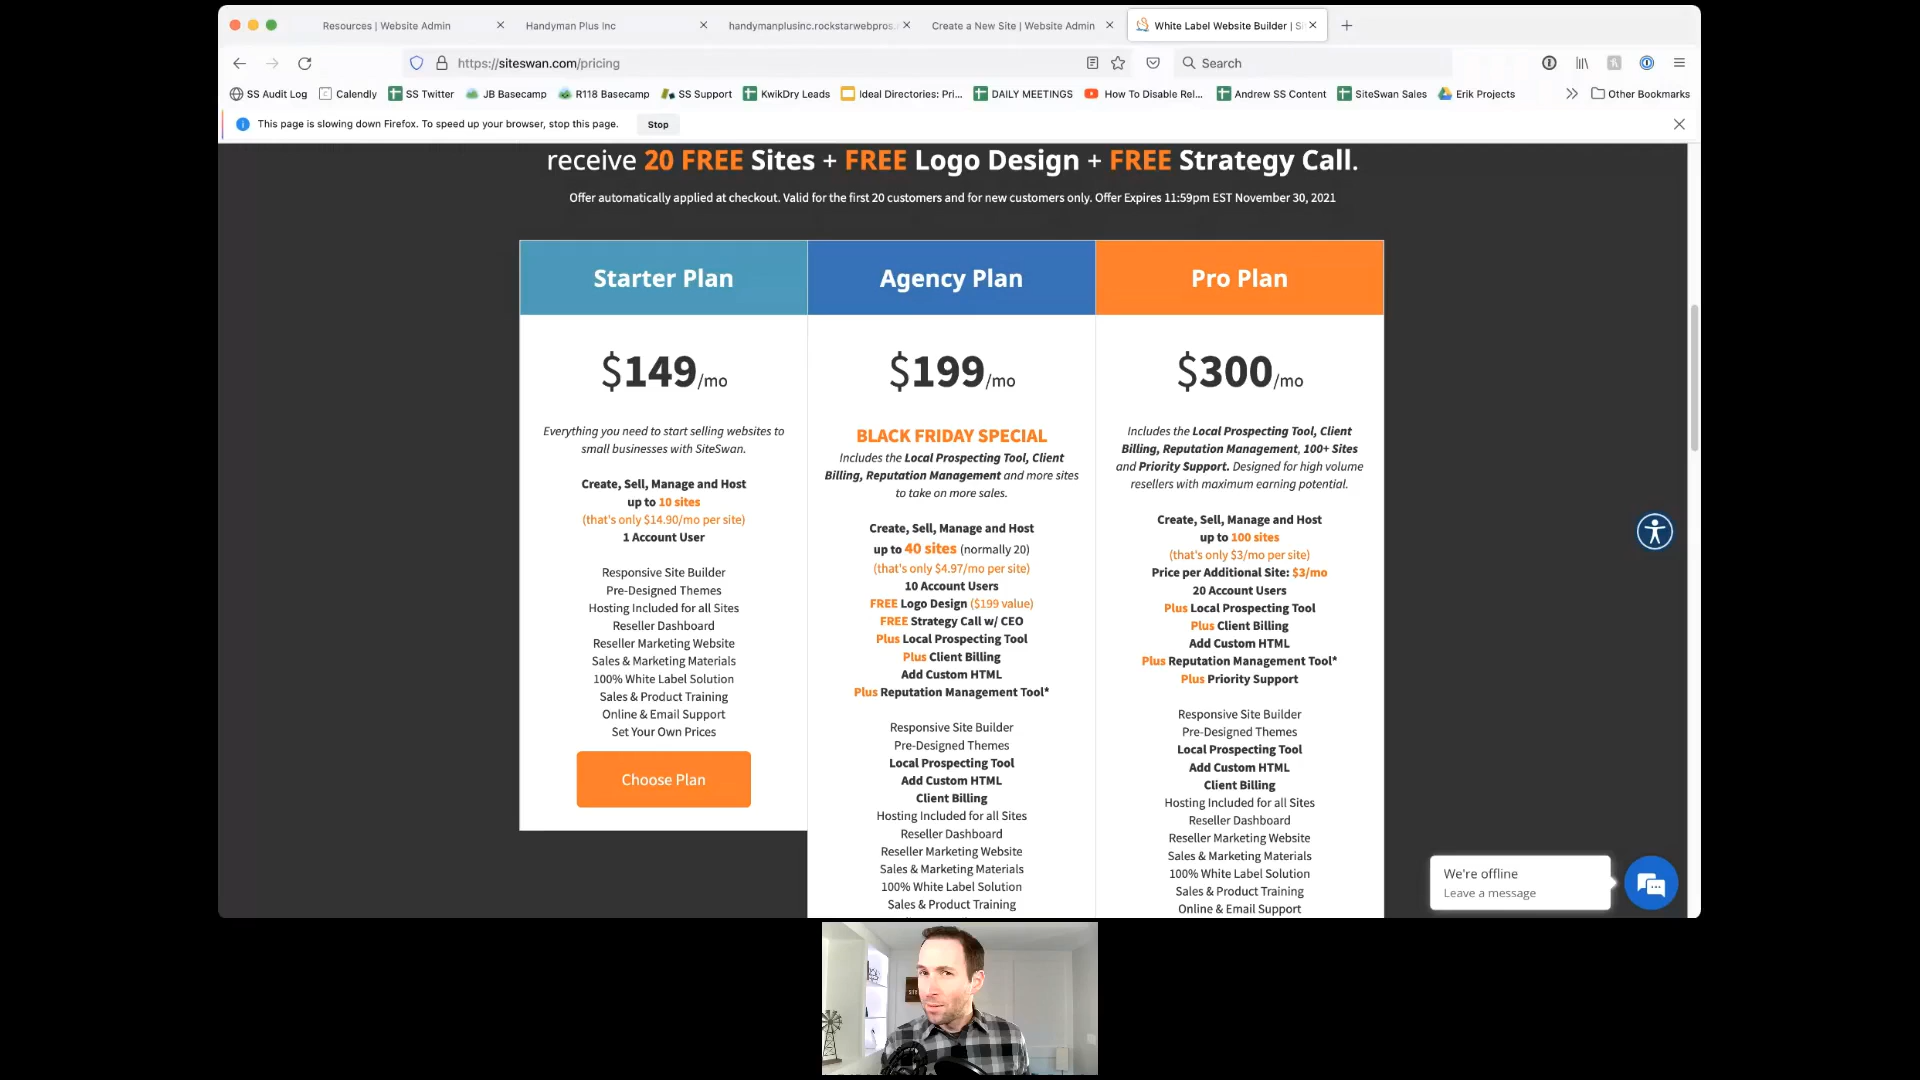 Resources | Website Admin
Handyman Plus Inc
handymanplusinc.rockstarwebpros.
Create a New Site | Website Admin
White Label Website Builder | Si
https://siteswan.com/pricing
Search
SS Audit Log
Calendly
SS Twitter
JB Basecamp
R118 Basecamp
SS Support
KwikDry Leads
Ideal Directories: Pri...
DAILY MEETINGS
How To Disable Rel...
Andrew SS Content
SiteSwan Sales
Erik Projects
Other Bookmarks
This page is slowing down Firefox. To speed up your browser, stop this page.
Stop
receive 20 FREE Sites + FREE Logo Design + FREE Strategy Call.
Offer automatically applied at checkout. Valid for the first 20 customers and for new customers only. Offer Expires 11:59pm EST November 30, 2021
Starter Plan
$149/mo
Everything you need to start selling websites to
small businesses with SiteSwan.
Create, Sell, Manage and Host
up to 10 sites
(that's only $14.90/mo per site)
1 Account User
Responsive Site Builder
Pre-Designed Themes
Hosting Included for all Sites
Reseller Dashboard
Reseller Marketing Website
Sales & Marketing Materials
100% White Label Solution
Sales & Product Training
Online & Email Support
Set Your Own Prices
Choose Plan
Agency Plan
$199/mo
BLACK FRIDAY SPECIAL
Includes the Local Prospecting Tool, Client
Billing, Reputation Management and more sites
to take on more sales.
Create, Sell, Manage and Host
up to 40 sites (normally 20)
(that's only $4.97/mo per site)
10 Account Users
FREE Logo Design ($199 value)
FREE Strategy Call w/ CEO
Plus Local Prospecting Tool
Plus Client Billing
Add Custom HTML
Plus Reputation Management Tool*
Responsive Site Builder
Pre-Designed Themes
Local Prospecting Tool
Add Custom HTML
Client Billing
Hosting Included for all Sites
Reseller Dashboard
Reseller Marketing Website
Sales & Marketing Materials
100% White Label Solution
Sales & Product Training
Pro Plan
$300/mo
Includes the Local Prospecting Tool, Client
Billing, Reputation Management, 100+ Sites
and Priority Support. Designed for high volume
resellers with maximum earning potential.
Create, Sell, Manage and Host
up to 100 sites
(that's only $3/mo per site)
Price per Additional Site: $3/mo
20 Account Users
Plus Local Prospecting Tool
Plus Client Billing
Add Custom HTML
Plus Reputation Management Tool*
Plus Priority Support
Responsive Site Builder
Pre-Designed Themes
Local Prospecting Tool
Add Custom HTML
Client Billing
Hosting Included for all Sites
Reseller Dashboard
Reseller Marketing Website
Sales & Marketing Materials
100% White Label Solution
Sales & Product Training
Online & Email Support
We're offline
Leave a message